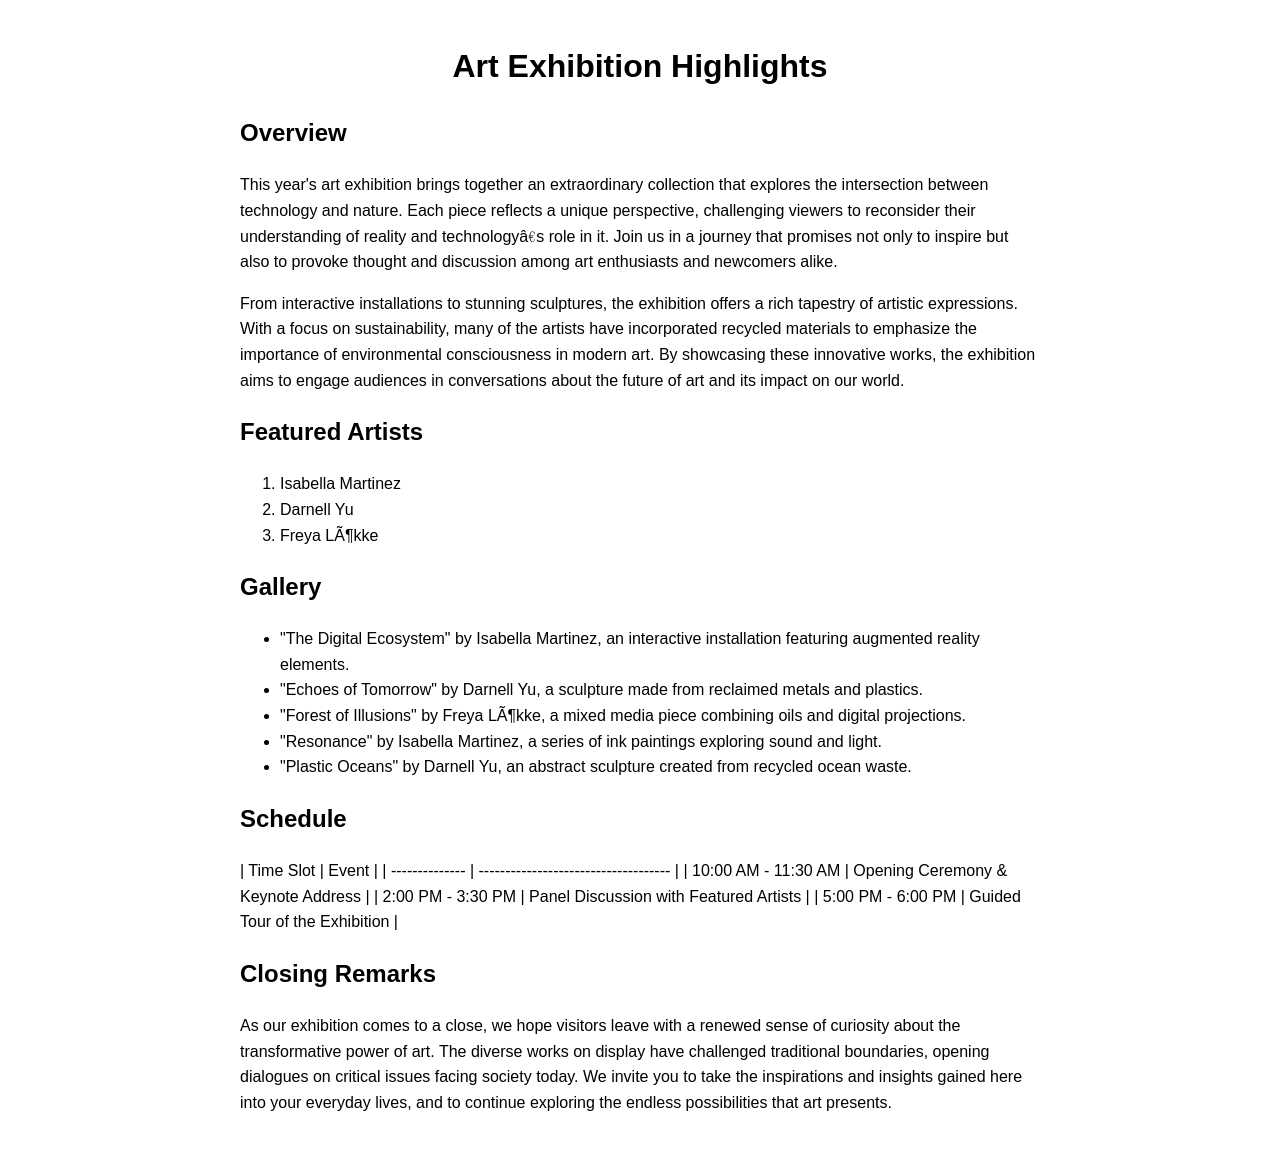 Art Exhibition Highlights
Overview
This year's art exhibition brings together an extraordinary collection that explores the intersection between
technology and nature. Each piece reflects a unique perspective, challenging viewers to reconsider their
understanding of reality and technologyâ€s role in it. Join us in a journey that promises not only to inspire but
also to provoke thought and discussion among art enthusiasts and newcomers alike.
From interactive installations to stunning sculptures, the exhibition offers a rich tapestry of artistic expressions.
With a focus on sustainability, many of the artists have incorporated recycled materials to emphasize the
importance of environmental consciousness in modern art. By showcasing these innovative works, the exhibition
aims to engage audiences in conversations about the future of art and its impact on our world.
Featured Artists
1. Isabella Martinez
2. Darnell Yu
3. Freya LÃ¶kke
Gallery
• "The Digital Ecosystem" by Isabella Martinez, an interactive installation featuring augmented reality
elements.
• "Echoes of Tomorrow" by Darnell Yu, a sculpture made from reclaimed metals and plastics.
• "Forest of Illusions" by Freya LÃ¶kke, a mixed media piece combining oils and digital projections.
• "Resonance" by Isabella Martinez, a series of ink paintings exploring sound and light.
• "Plastic Oceans" by Darnell Yu, an abstract sculpture created from recycled ocean waste.
Schedule
| Time Slot | Event | | -------------- | ------------------------------------ | | 10:00 AM - 11:30 AM | Opening Ceremony &
Keynote Address | | 2:00 PM - 3:30 PM | Panel Discussion with Featured Artists | | 5:00 PM - 6:00 PM | Guided
Tour of the Exhibition |
Closing Remarks
As our exhibition comes to a close, we hope visitors leave with a renewed sense of curiosity about the
transformative power of art. The diverse works on display have challenged traditional boundaries, opening
dialogues on critical issues facing society today. We invite you to take the inspirations and insights gained here
into your everyday lives, and to continue exploring the endless possibilities that art presents.